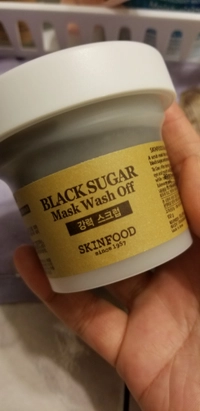 BLACK SUGAR
Mask Wash Off
강력 스크럽
SKINFOOD
since 1957